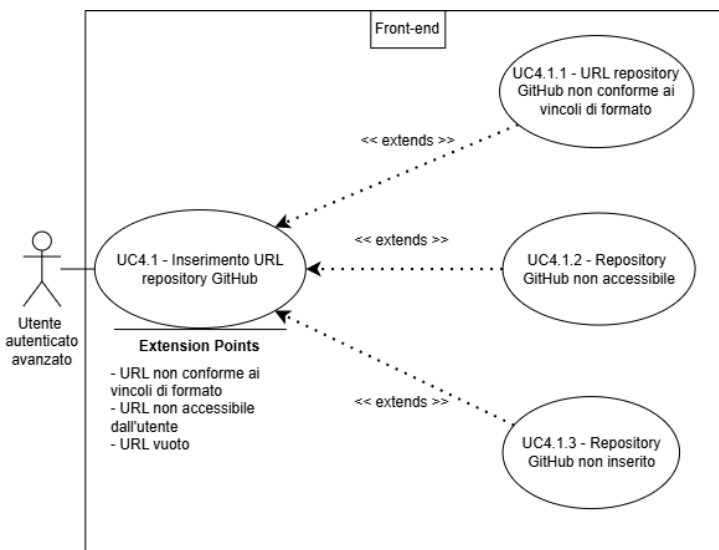 Front-end
UC4.1.1 - URL repository
GitHub non conforme ai
vincoli di formato
<< extends >>
UC4.1 - Inserimento URL
repository GitHub
<< extends >>
UC4.1.2 - Repository
GitHub non accessibile
Utente
autenticato
avanzato
Extension Points
- URL non conforme ai
vincoli di formato
- URL non accessibile
dall'utente
- URL vuoto
<< extends >>
UC4.1.3 - Repository
GitHub non inserito